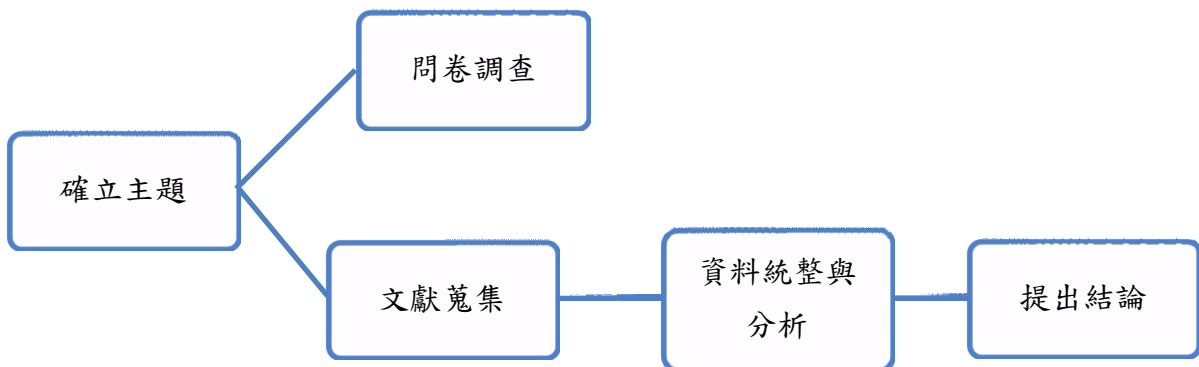 問卷調查
確立主題
文獻蒐集
資料統整與
分析
提出結論